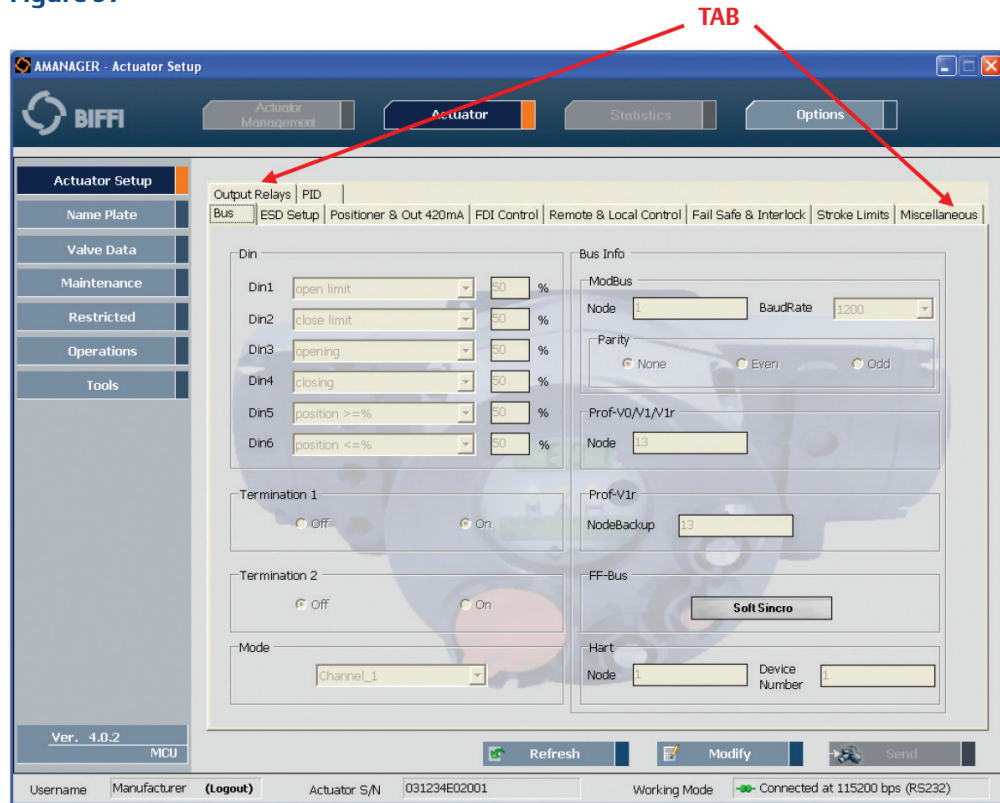 TAB
AMANAGER - Actuator Setup
BIFFI
Actuator Management
Actuator
Statistics
Options
Actuator Setup
Name Plate
Valve Data
Maintenance
Restricted
Operations
Tools
Output Relays PID
Bus ESD Setup Positioner & Out 420mA FDI Control Remote & Local Control Fail Safe & Interlock Stroke Limits Miscellaneous
Din
Din1 open limit 50 %
Din2 close limit 50 %
Din3 opening 50 %
Din4 closing 50 %
Din5 position >=% 50 %
Din6 position <=% 50 %
Termination 1
Off On
Termination 2
Off On
Mode
Channel_1
Bus Info
ModBus
Node 1 BaudRate 1200
Parity
None Even Odd
Prof-V0/V1/V1r
Node 13
Prof-V1r
NodeBackup 13
FF-Bus
Soft Sincro
Hart
Node 1 Device Number 1
Ver. 4.0.2
MCU
Refresh Modify Send
Username Manufacturer (Logout) Actuator S/N 031234E02001 Working Mode Connected at 115200 bps (RS232)